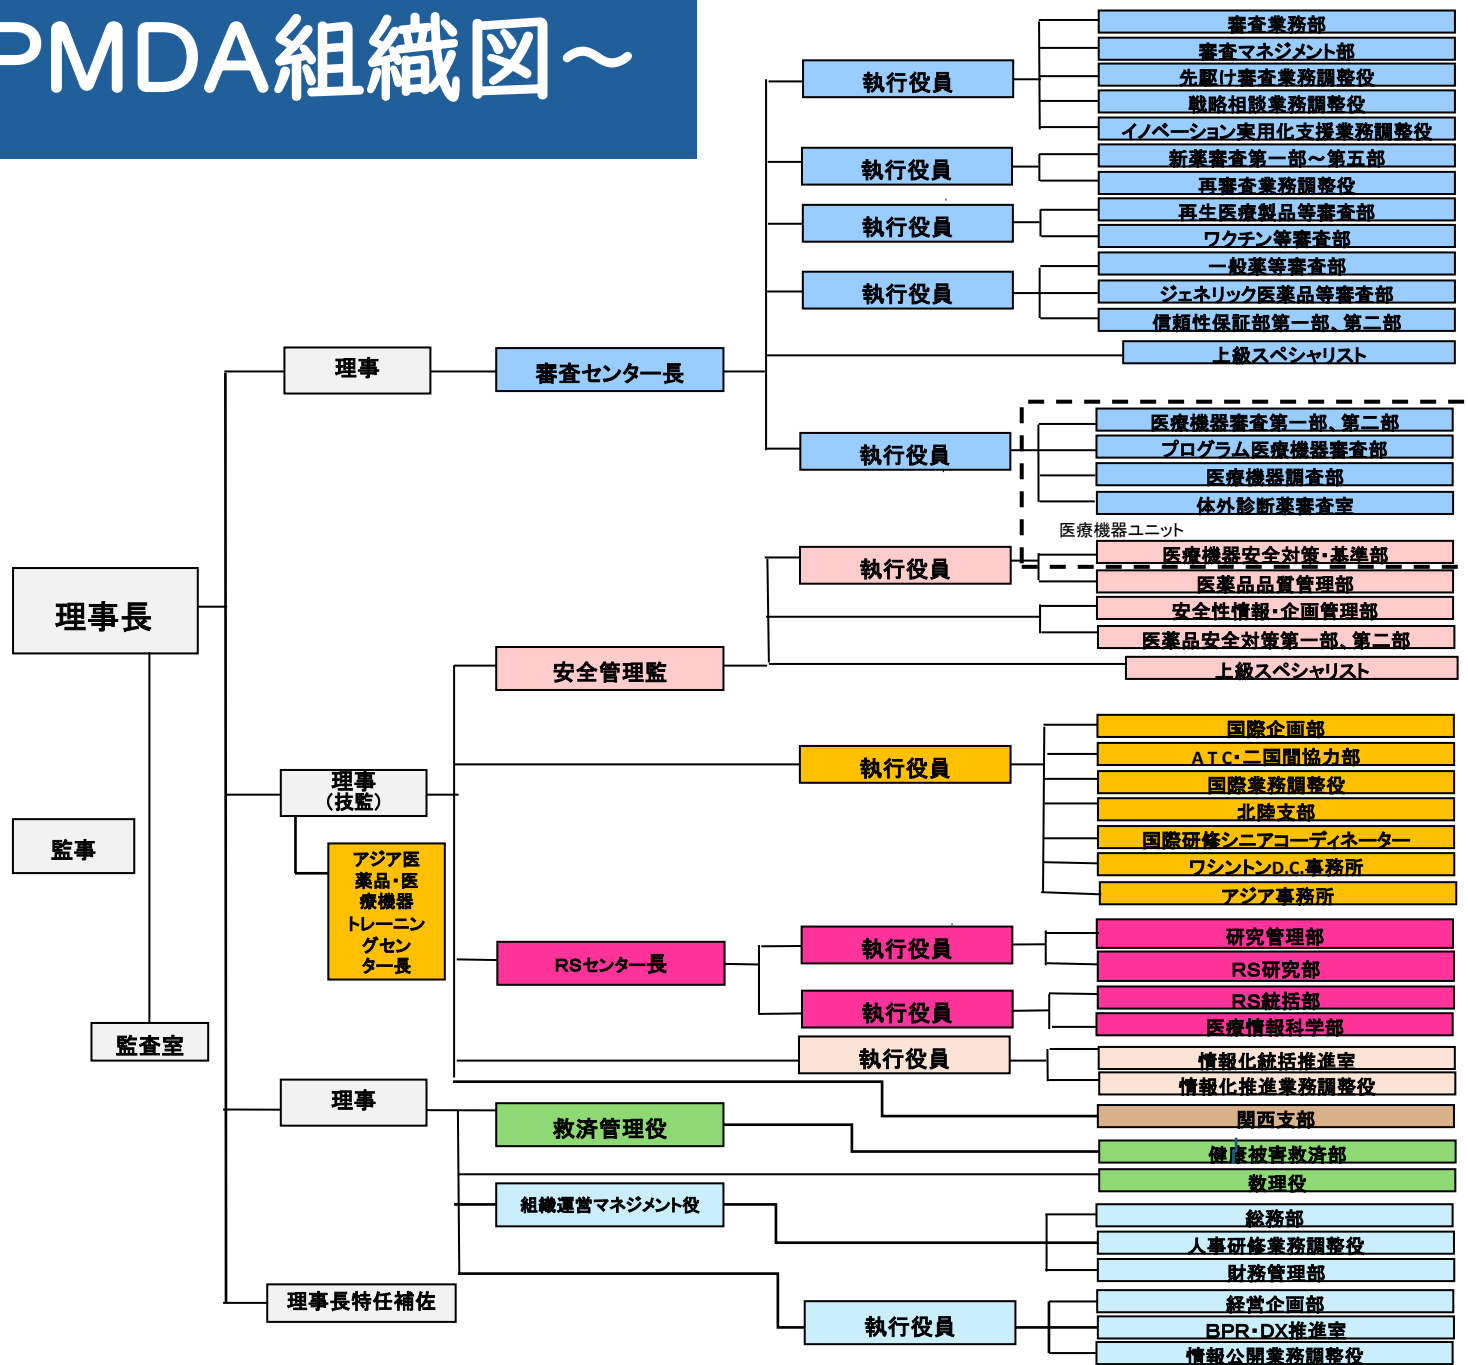 PMDA組織図～
審査業務部
審査マネジメント部
執行役員
先駆け審査業務調整役
戦略相談業務調整役
イノベーション実用化支援業務調整役
新薬審査第一部～第五部
執行役員
再審査業務調整役
再生医療製品等審査部
執行役員
ワクチン等審査部
一般薬等審査部
執行役員
ジェネリック医薬品等審査部
信頼性保証部第一部、第二部
上級スペシャリスト
理事
審査センター長
医療機器審査第一部、第二部
執行役員
プログラム医療機器審査部
医療機器調査部
体外診断薬審査室
医療機器ユニット
医療機器安全対策・基準部
執行役員
医薬品品質管理部
理事長
安全性情報・企画管理部
医薬品安全対策第一部、第二部
安全管理監
上級スペシャリスト
国際企画部
ATC・二国間協力部
執行役員
理事
（技監）
国際業務調整役
北陸支部
監事
国際研修シニアコーディネーター
アジア医
薬品・医
療機器
トレーニン
グセン
ター長
ワシントンD.C.事務所
アジア事務所
研究管理部
執行役員
RSセンター長
RS研究部
RS統括部
執行役員
医療情報科学部
監査室
執行役員
情報化統括推進室
情報化推進業務調整役
理事
関西支部
救済管理役
健康被害救済部
数理役
組織運営マネジメント役
総務部
人事研修業務調整役
財務管理部
理事長特任補佐
経営企画部
執行役員
BPR・DX推進室
情報公開業務調整役